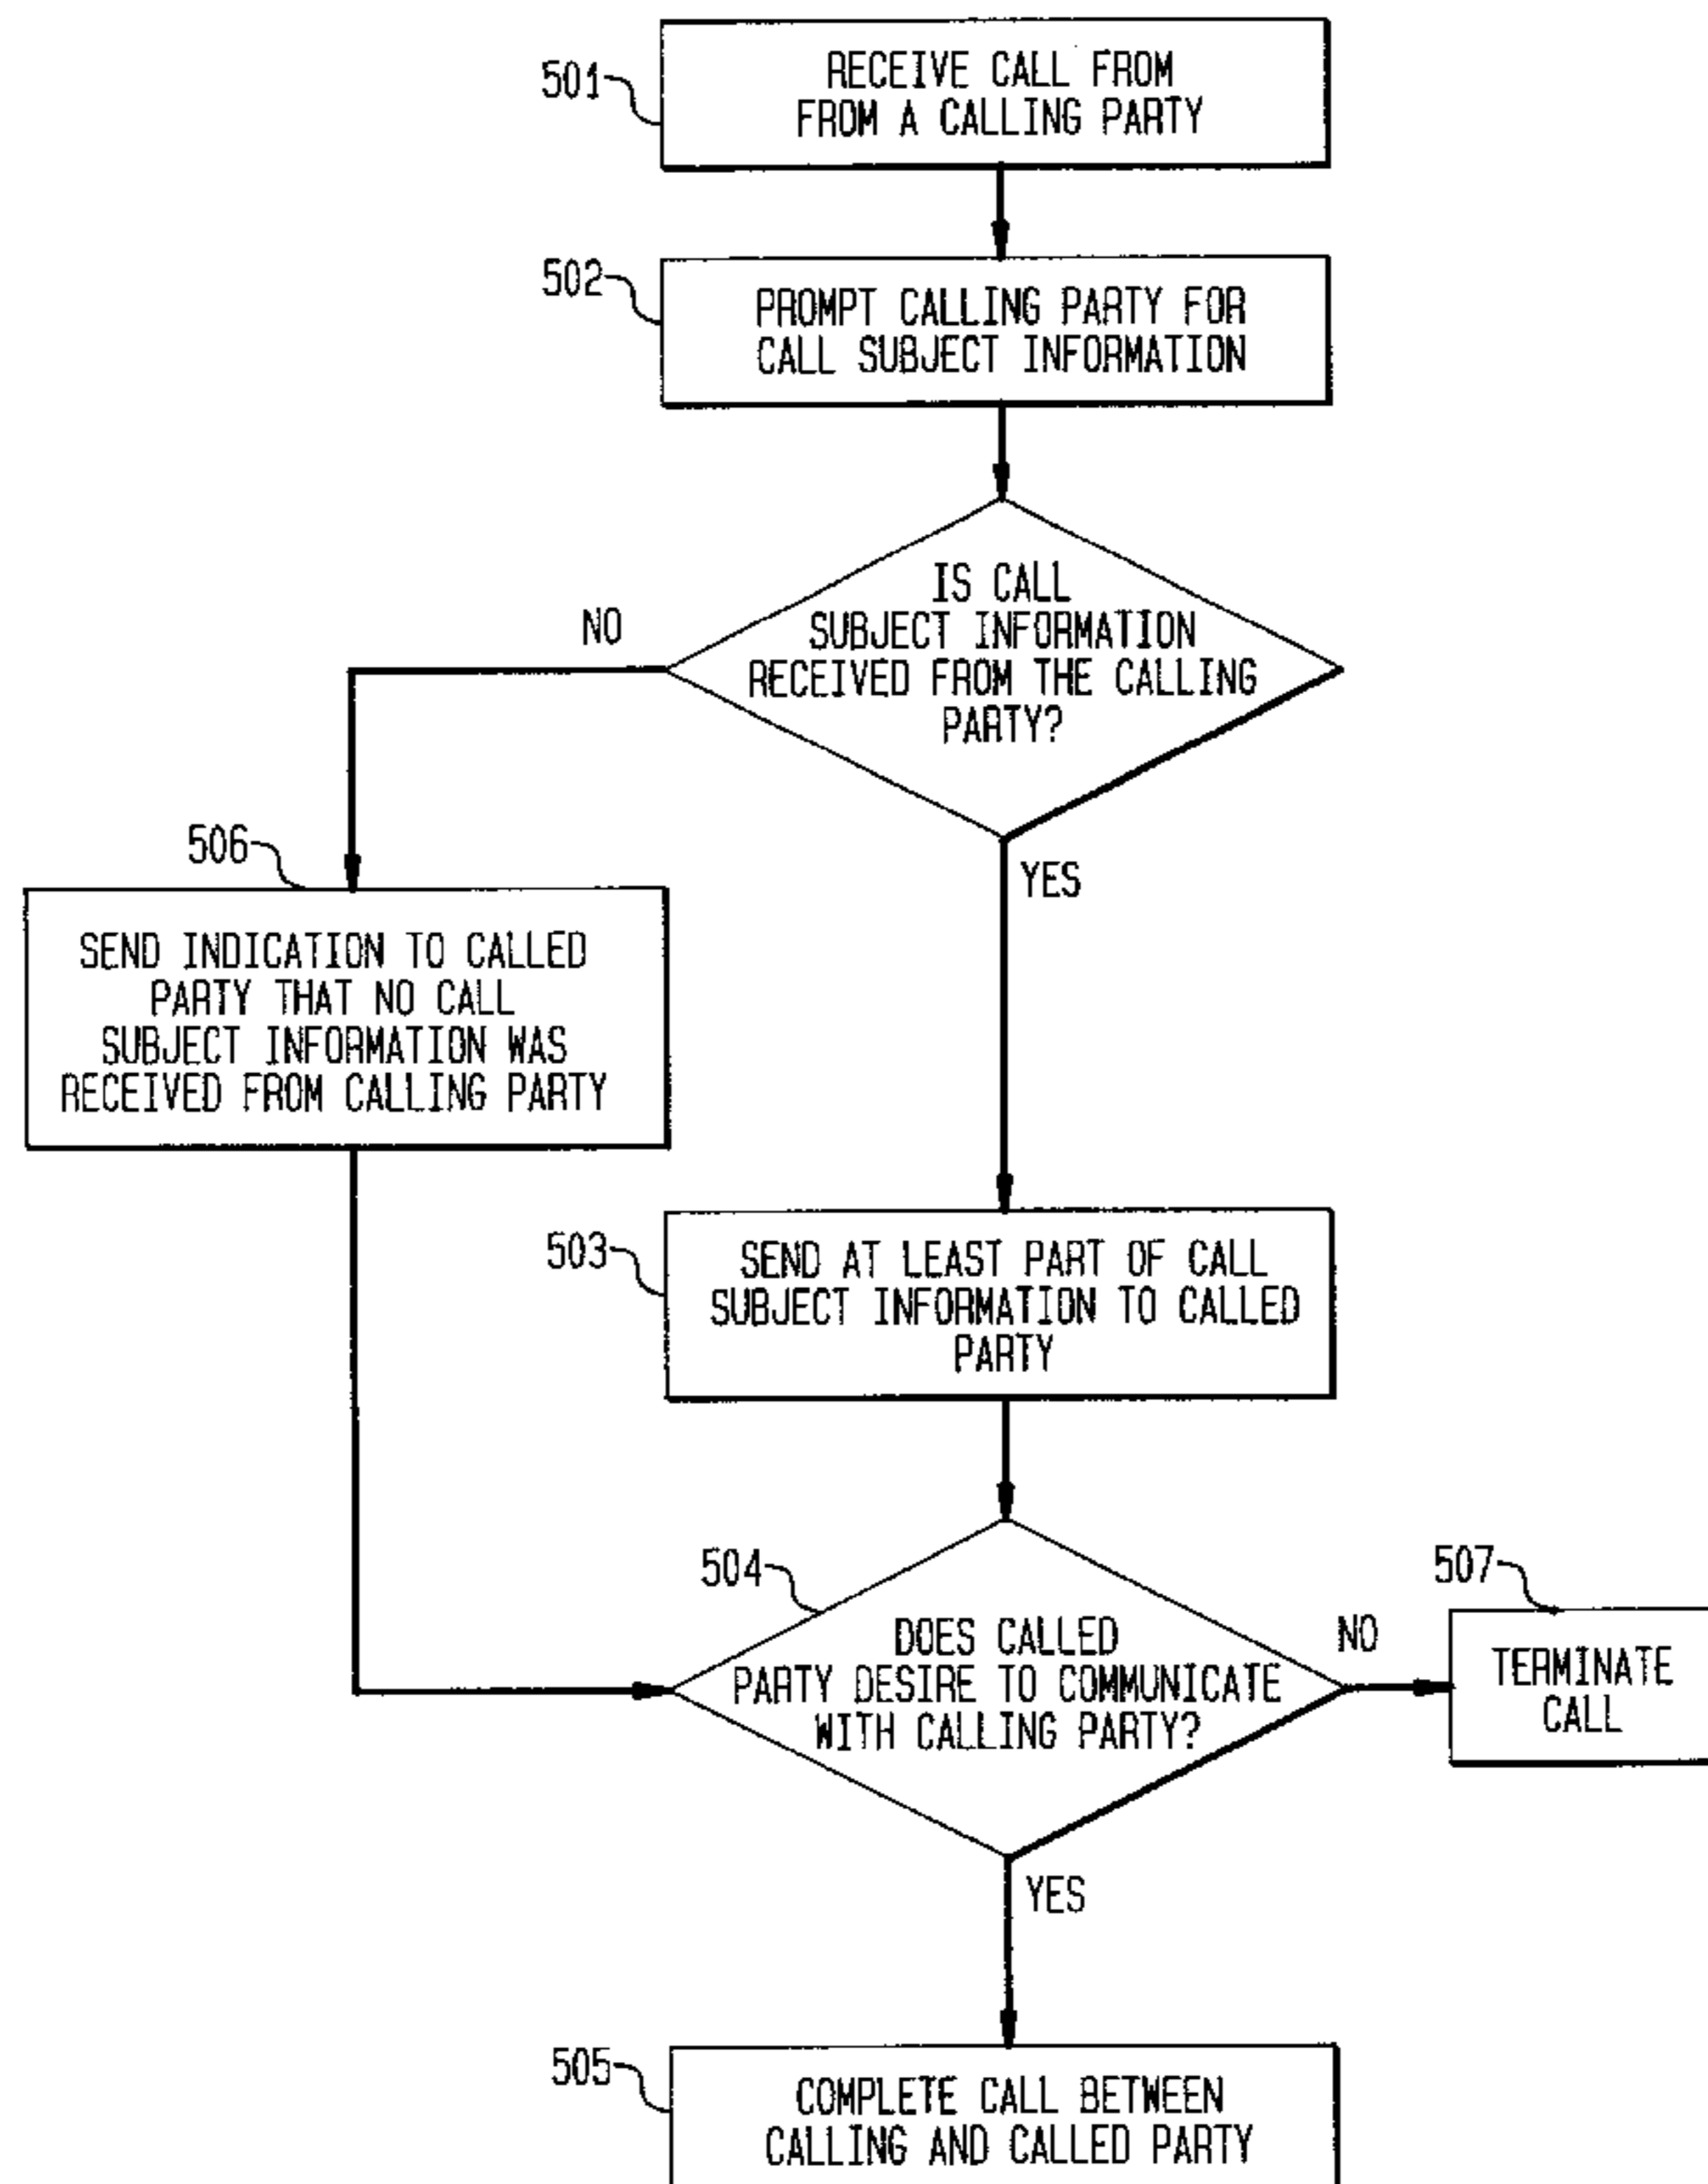 501
RECEIVE CALL FROM
FROM A CALLING PARTY
502
PROMPT CALLING PARTY FOR
CALL SUBJECT INFORMATION
IS CALL
SUBJECT INFORMATION
RECEIVED FROM THE CALLING
PARTY?
NO
YES
506
SEND INDICATION TO CALLED
PARTY THAT NO CALL
SUBJECT INFORMATION WAS
RECEIVED FROM CALLING PARTY
503
SEND AT LEAST PART OF CALL
SUBJECT INFORMATION TO CALLED
PARTY
504
DOES CALLED
PARTY DESIRE TO COMMUNICATE
WITH CALLING PARTY?
NO
507
TERMINATE
CALL
YES
505
COMPLETE CALL BETWEEN
CALLING AND CALLED PARTY